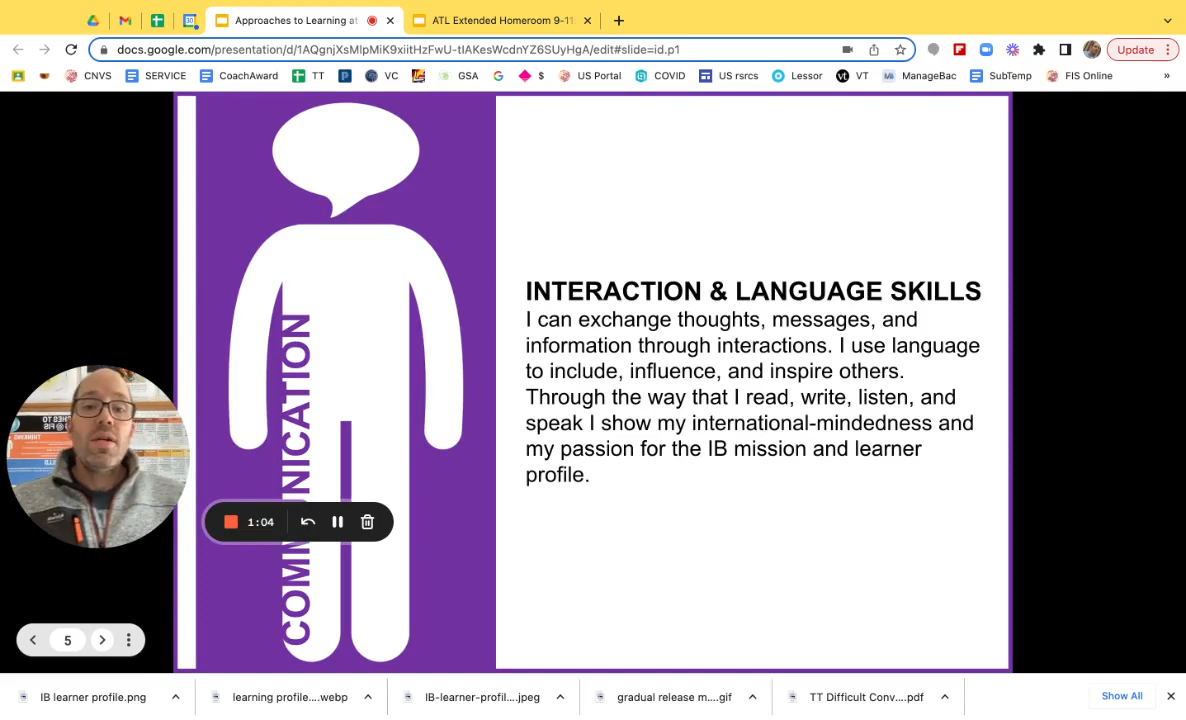 Approaches to Learning at
ATL Extended Homeroom 9-11
docs.google.com/presentation/d/1AQgnjXsMlpMiK9xiitHzFwU-tIAKesWcdnYZ6SUyHgA/edit#slide=id.p1
Update
CNVS
SERVICE
CoachAward
TT
VC
GSA
$
US Portal
COVID
US rsrcs
Lessor
VT
ManageBac
SubTemp
FIS Online
»
COMMUNICATION
INTERACTION & LANGUAGE SKILLS
I can exchange thoughts, messages, and
information through interactions. I use language
to include, influence, and inspire others.
Through the way that I read, write, listen, and
speak I show my international-mindedness and
my passion for the IB mission and learner
profile.
1:04
5
IB learner profile.png
learning profile....webp
IB-learner-profil....jpeg
gradual release m....gif
TT Difficult Conv....pdf
Show All